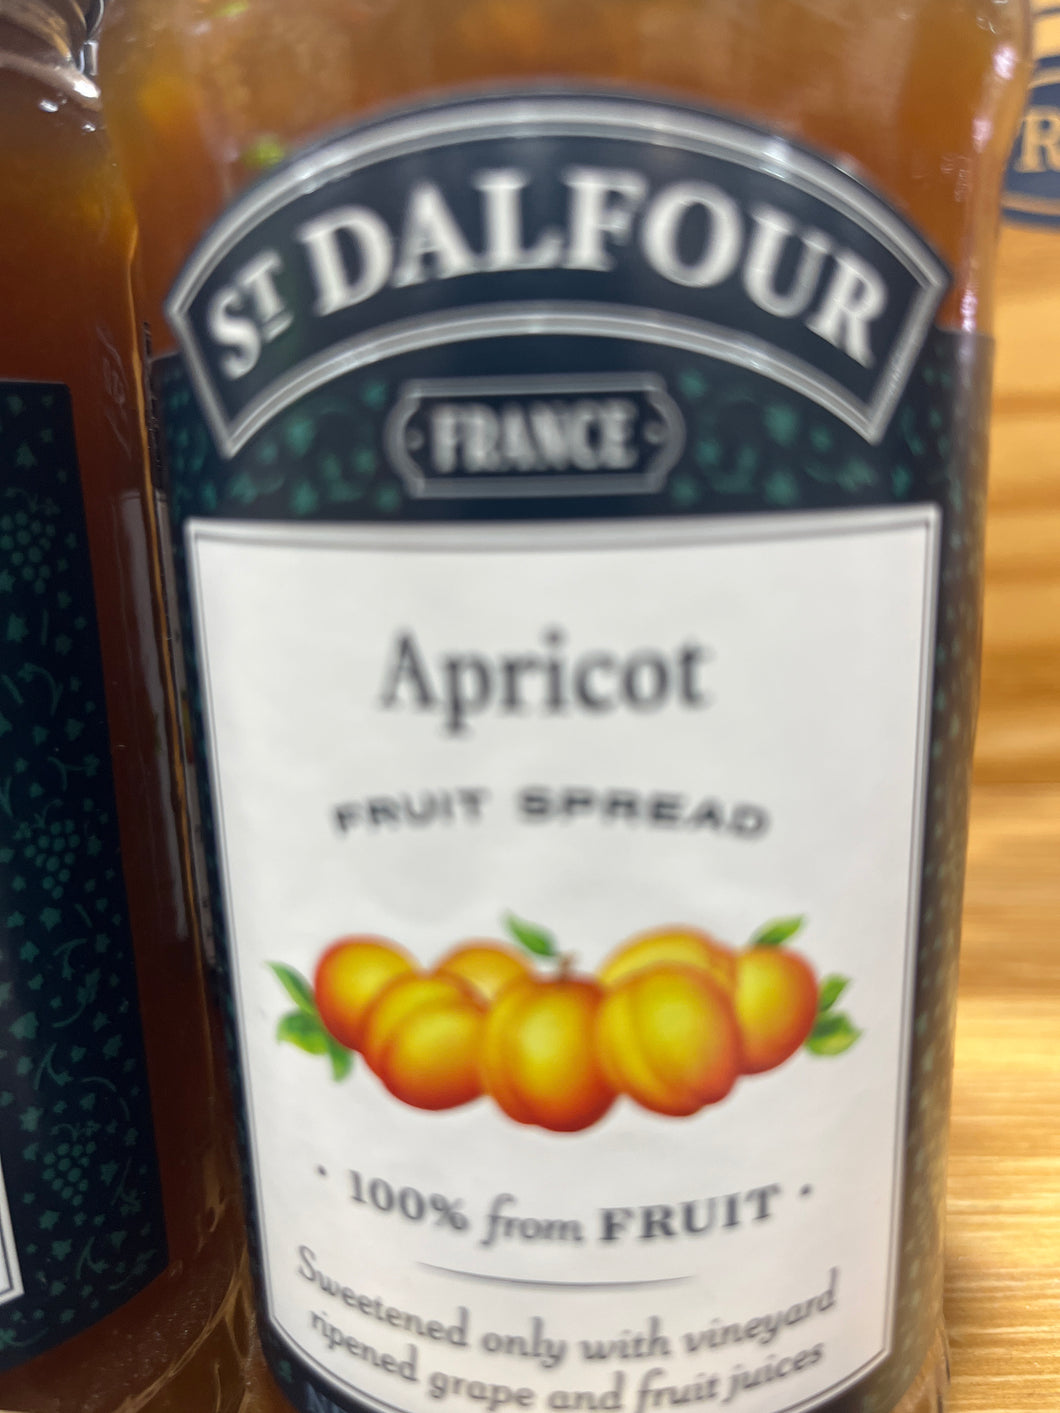 ST DALFOUR
FRANCE
Apricot
FRUIT SPREAD
100% from FRUIT
Sweetened only with vineyard
ripened grape and fruit juices